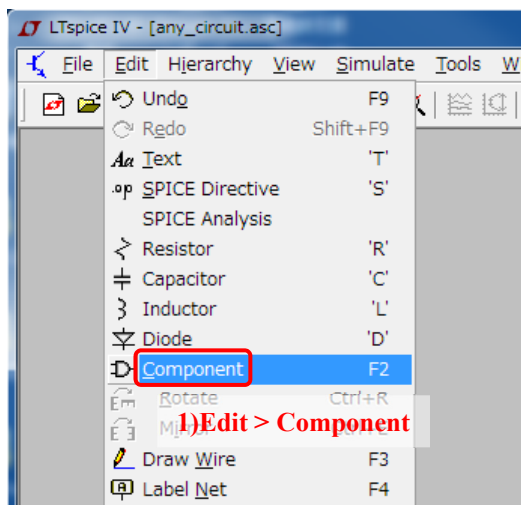 LTspice IV - [any_circuit.asc]
File Edit Hierarchy View Simulate Tools W
Undo F9
Redo Shift+F9
Text 'T'
.op SPICE Directive 'S'
SPICE Analysis
Resistor 'R'
Capacitor 'C'
Inductor 'L'
Diode 'D'
Component F2
Rotate Ctrl+R
1)Edit > Component
Draw Wire F3
Label Net F4